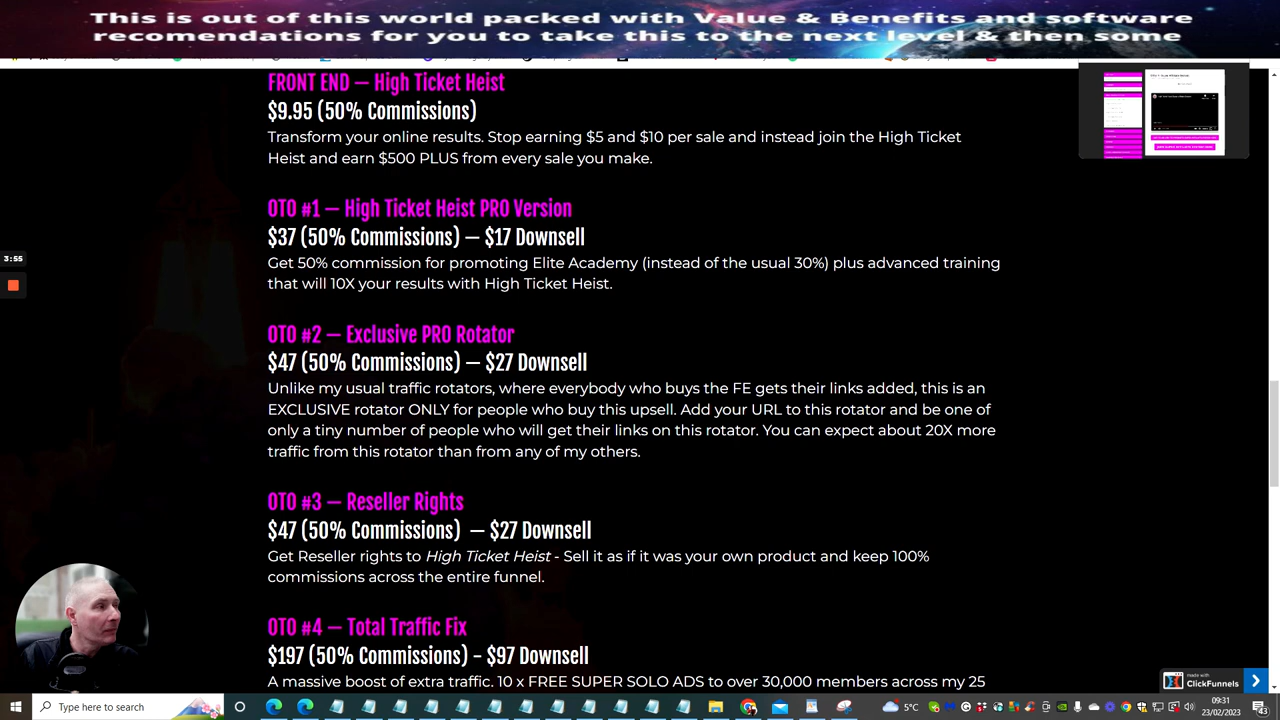 This is out of this world packed with Value & Benefits and software
recomendations for you to take this to the next level & then some
FRONT END — High Ticket Heist
$9.95 (50% Commissions)
Transform your online results. Stop earning $5 and $10 per sale and instead join the High Ticket
Heist and earn $500 PLUS from every sale you make.
OTO #1 — High Ticket Heist PRO Version
$37 (50% Commissions) — $17 Downsell
Get 50% commission for promoting Elite Academy (instead of the usual 30%) plus advanced training
that will 10X your results with High Ticket Heist.
3:55
OTO #2 — Exclusive PRO Rotator
$47 (50% Commissions) — $27 Downsell
Unlike my usual traffic rotators, where everybody who buys the FE gets their links added, this is an
EXCLUSIVE rotator ONLY for people who buy this upsell. Add your URL to this rotator and be one of
only a tiny number of people who will get their links on this rotator. You can expect about 20X more
traffic from this rotator than from any of my others.
OTO #3 — Reseller Rights
$47 (50% Commissions) — $27 Downsell
Get Reseller rights to High Ticket Heist - Sell it as if it was your own product and keep 100%
commissions across the entire funnel.
OTO #4 — Total Traffic Fix
$197 (50% Commissions) - $97 Downsell
A massive boost of extra traffic. 10 x FREE SUPER SOLO ADS to over 30,000 members across my 25
made with
ClickFunnels
Type here to search
5°C
09:31
23/02/2023